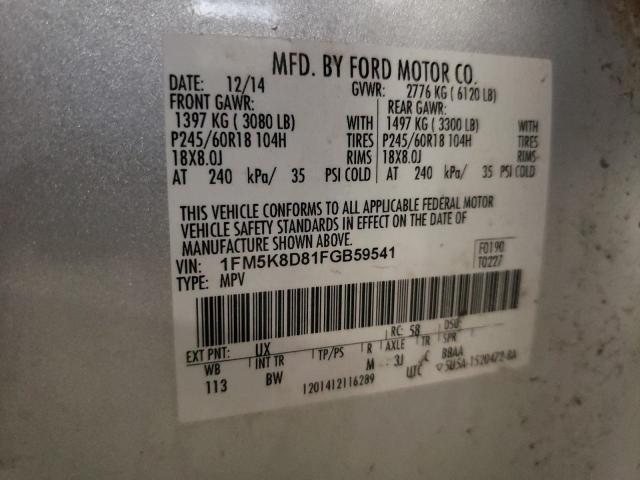 MFD. BY FORD MOTOR CO.
DATE: 12/14 GVWR: 2776 KG ( 6120 LB)
FRONT GAWR: REAR GAWR:
1397 KG ( 3080 LB) WITH 1497 KG ( 3300 LB) WITH
P245/60R18 104H TIRES P245/60R18 104H TIRES
18X8.0J RIMS 18X8.0J RIMS
AT 240 kPa/ 35 PSI COLD AT 240 kPa/ 35 PSI COLD
THIS VEHICLE CONFORMS TO ALL APPLICABLE FEDERAL MOTOR
VEHICLE SAFETY STANDARDS IN EFFECT ON THE DATE OF
MANUFACTURE SHOWN ABOVE.
VIN: 1FM5K8D81FGB59541 F0190
TYPE: MPV T0227
EXT PNT: UX RC: 58 DSO:
WB INT TR TP/PS R AXLE TR SPR
113 BW M 3J C BBAA
1201412116289 UTC